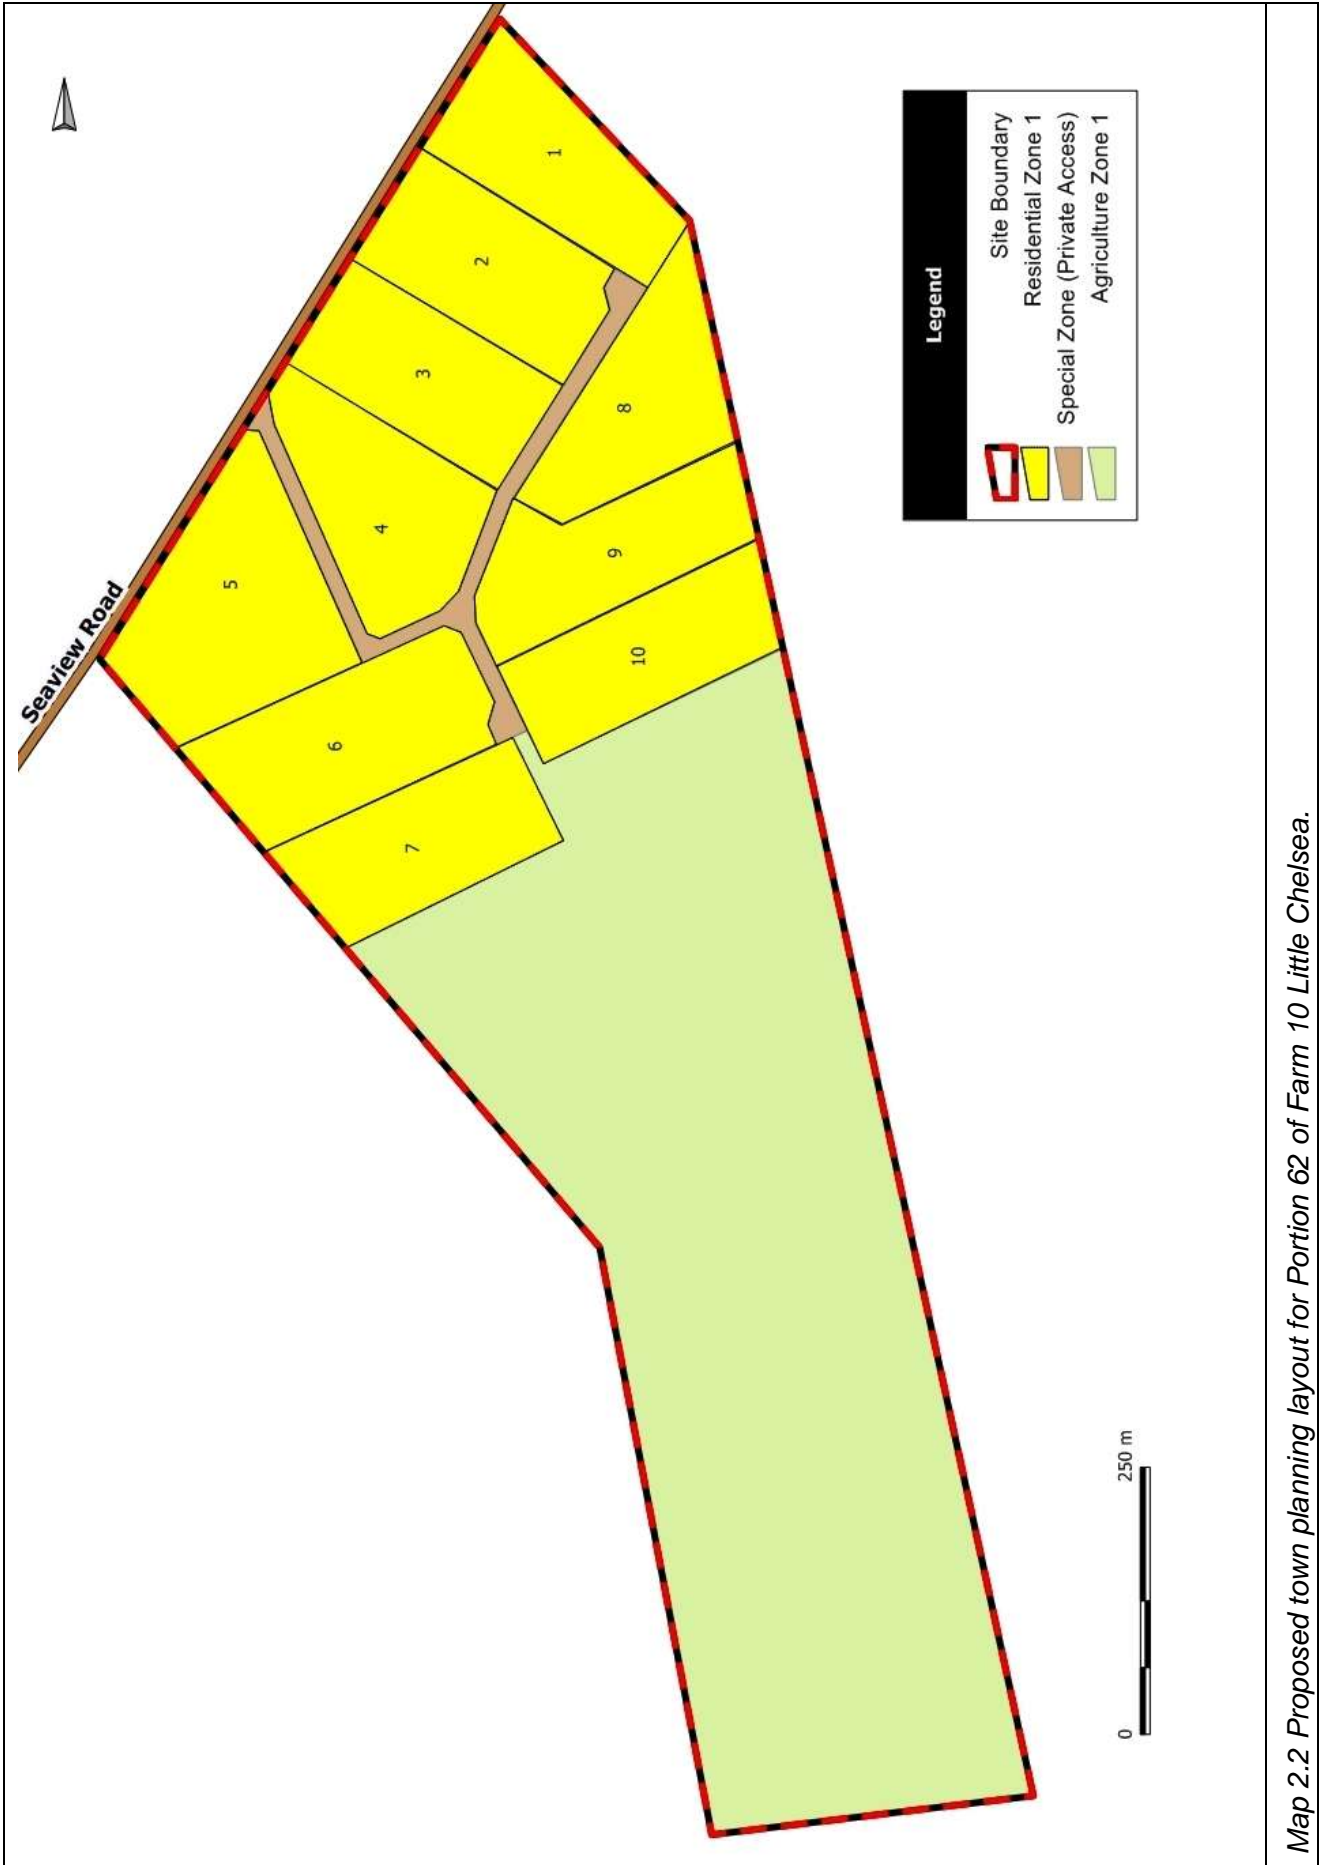 Seaview Road
1
2
3
4
5
6
7
8
9
10
Legend
Site Boundary
Residential Zone 1
Special Zone (Private Access)
Agriculture Zone 1
0
250 m
Map 2.2 Proposed town planning layout for Portion 62 of Farm 10 Little Chelsea.